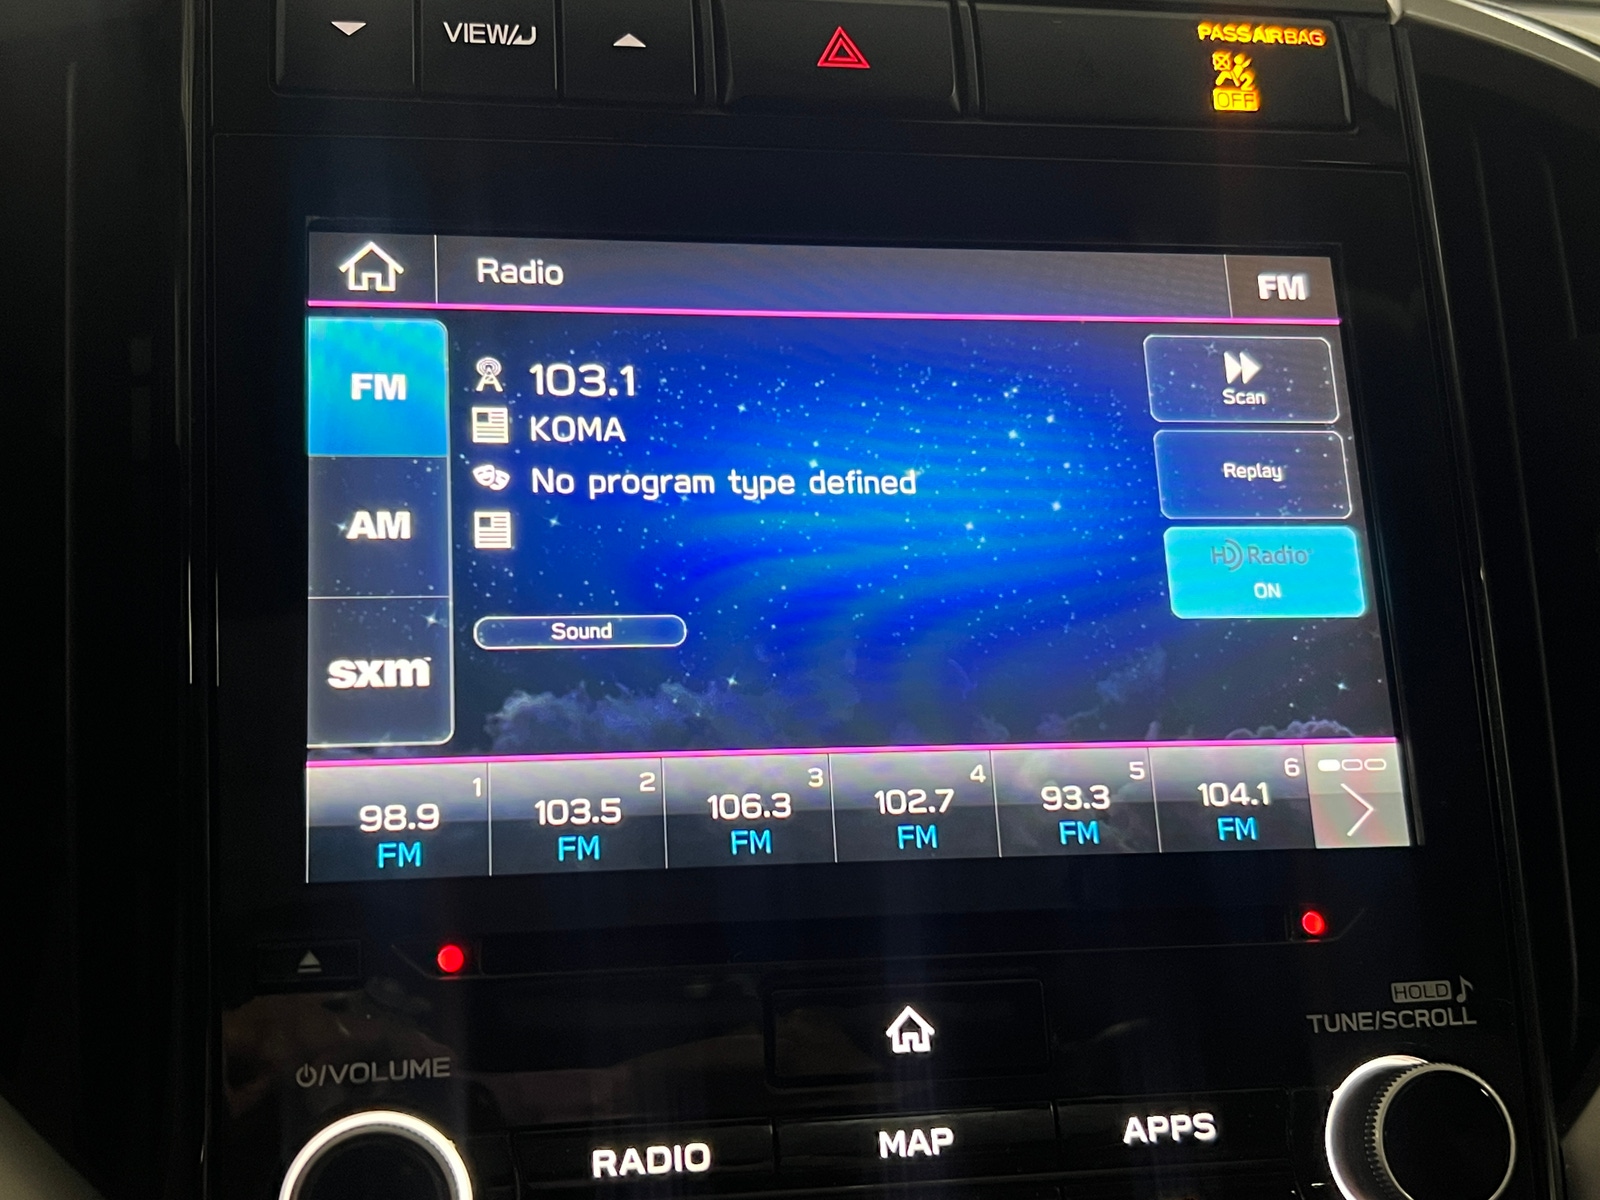 VIEW/
PASS AIR BAG
2
OFF
Radio
FM
FM
AM
sxm
103.1
KOMA
No program type defined
Sound
Scan
Replay
HD Radio
ON
1
98.9
FM
2
103.5
FM
3
106.3
FM
4
102.7
FM
5
93.3
FM
6
104.1
FM
/VOLUME
HOLD
TUNE/SCROLL
RADIO
MAP
APPS